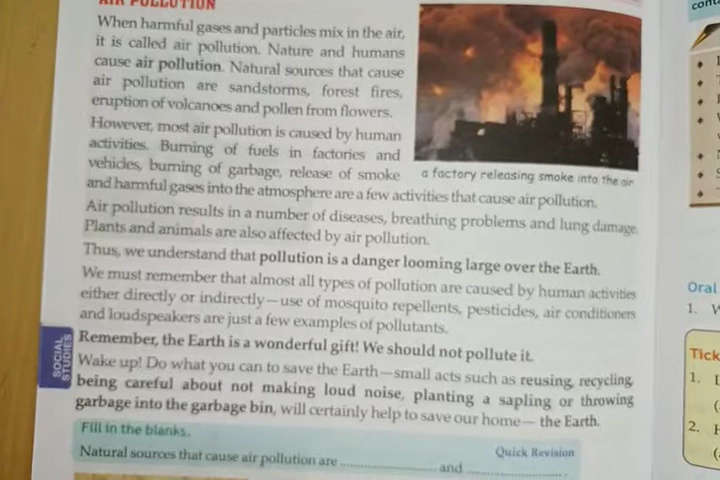 AIR POLLUTION
When harmful gases and particles mix in the air,
it is called air pollution. Nature and humans
cause air pollution. Natural sources that cause
air pollution are sandstorms, forest fires,
eruption of volcanoes and pollen from flowers.
However, most air pollution is caused by human
activities. Burning of fuels in factories and
vehicles, burning of garbage, release of smoke
and harmful gases into the atmosphere are a few activities that cause air pollution.
a factory releasing smoke into the air
Air pollution results in a number of diseases, breathing problems and lung damage.
Plants and animals are also affected by air pollution.
Thus, we understand that pollution is a danger looming large over the Earth.
We must remember that almost all types of pollution are caused by human activities
either directly or indirectly—use of mosquito repellents, pesticides, air conditioners
and loudspeakers are just a few examples of pollutants.
Remember, the Earth is a wonderful gift! We should not pollute it.
Wake up! Do what you can to save the Earth—small acts such as reusing, recycling,
being careful about not making loud noise, planting a sapling or throwing
garbage into the garbage bin, will certainly help to save our home— the Earth.
SOCIAL
STUDIES
Fill in the blanks.
Quick Revision
Natural sources that cause air pollution are .................... and .................... .
Oral
1.
Tick
1.
2.